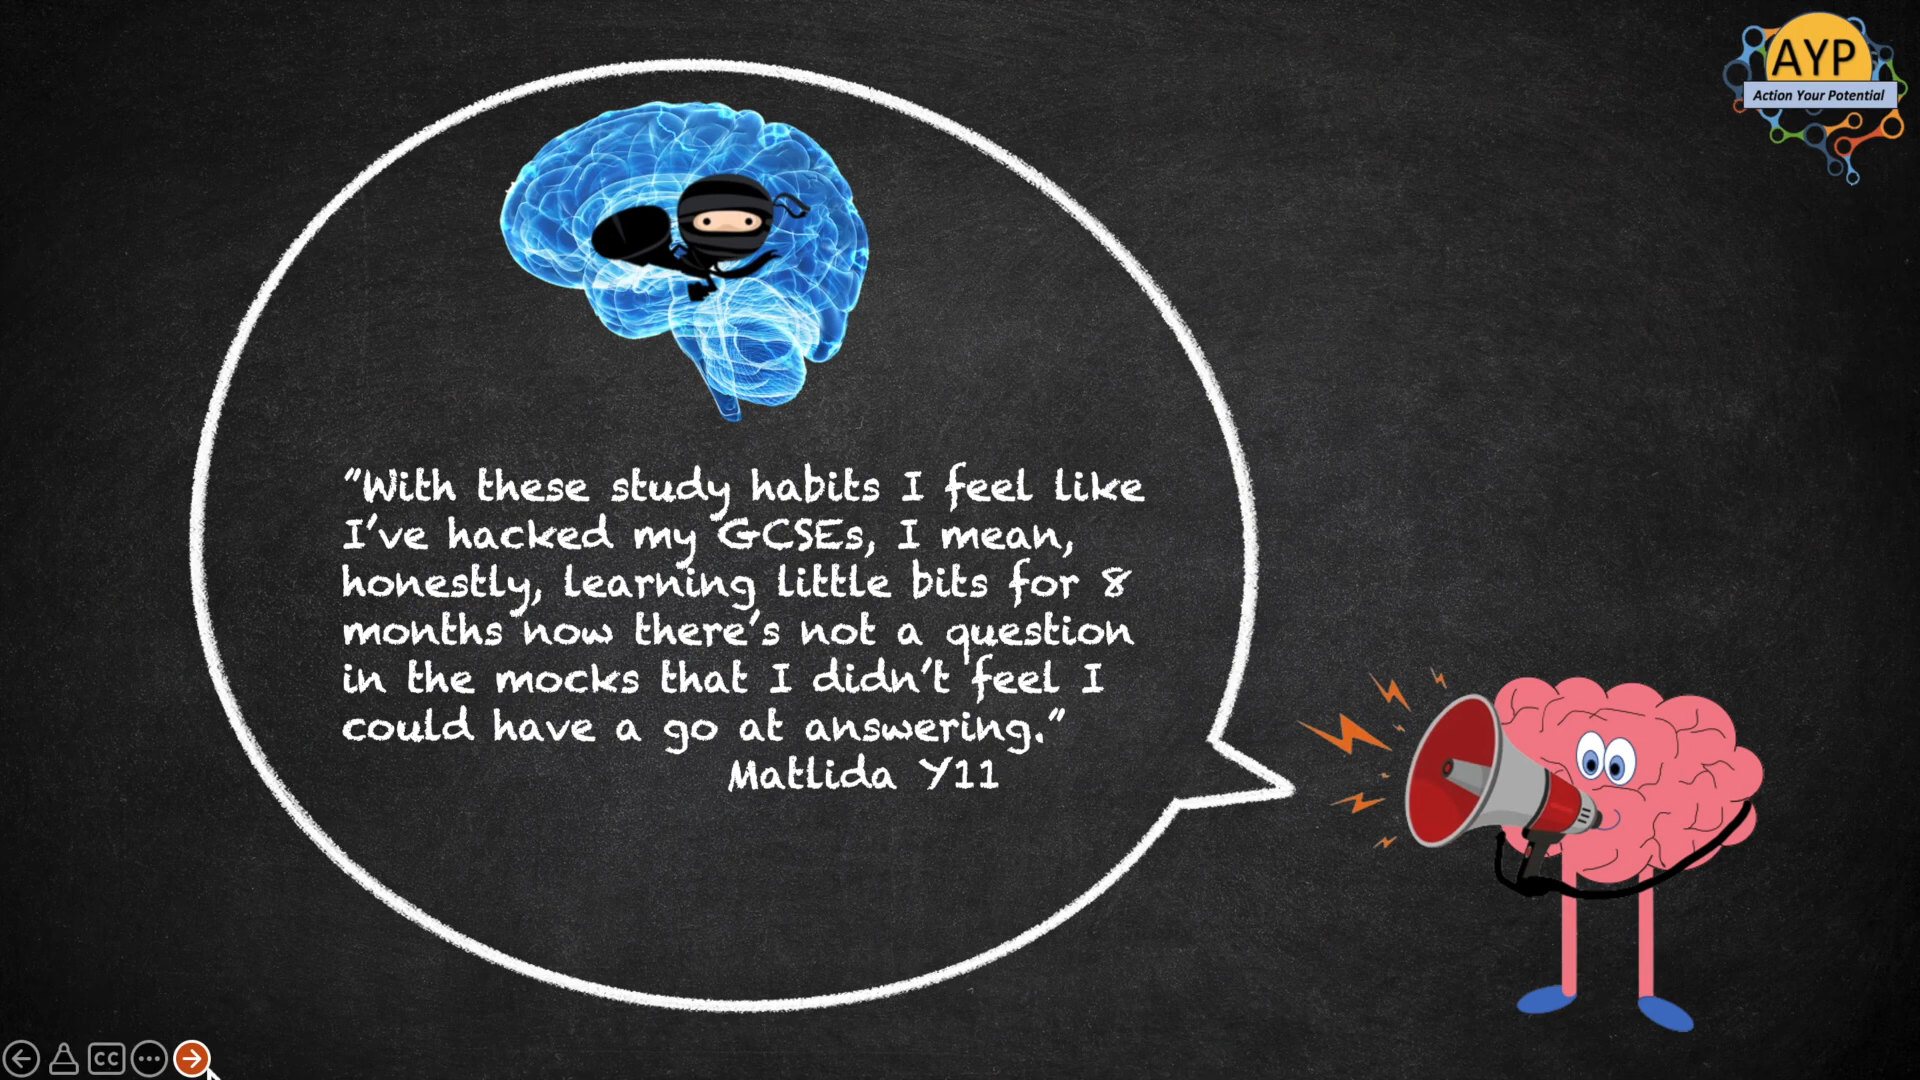 AYP
Action Your Potential
"With these study habits I feel like
I've hacked my GCSEs, I mean,
honestly, learning little bits for 8
months now there's not a question
in the mocks that I didn't feel I
could have a go at answering."
Matlida Y11
CC